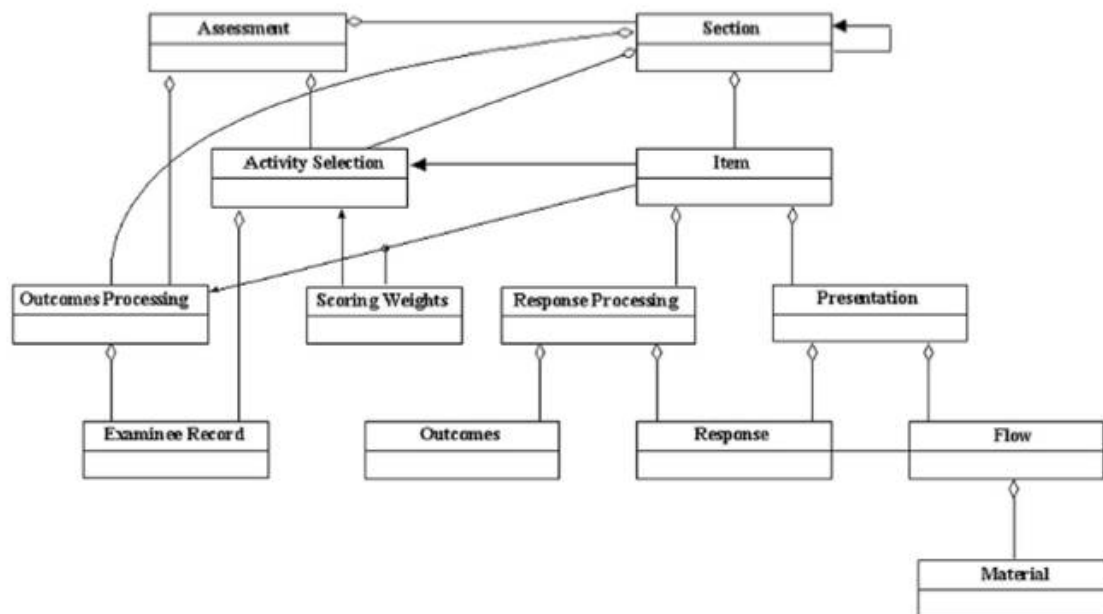 Assessment
Section
Activity Selection
Item
Outcomes Processing
Scoring Weights
Response Processing
Presentation
Examinee Record
Outcomes
Response
Flow
Material